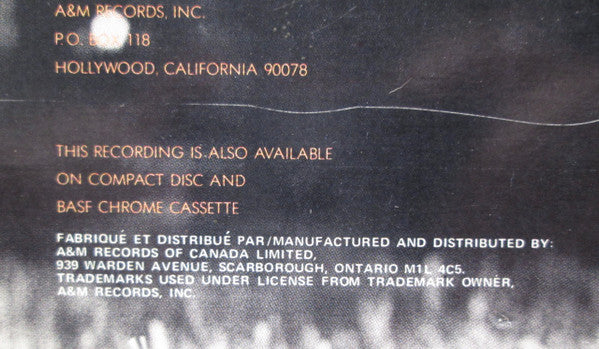 A&M RECORDS, INC.
P.O. BOX 118
HOLLYWOOD, CALIFORNIA 90078
THIS RECORDING IS ALSO AVAILABLE
ON COMPACT DISC AND
BASF CHROME CASSETTE
FABRIQUÉ ET DISTRIBUÉ PAR/MANUFACTURED AND DISTRIBUTED BY:
A&M RECORDS OF CANADA LIMITED,
939 WARDEN AVENUE, SCARBOROUGH, ONTARIO M1L 4C5.
TRADEMARKS USED UNDER LICENSE FROM TRADEMARK OWNER,
A&M RECORDS, INC.